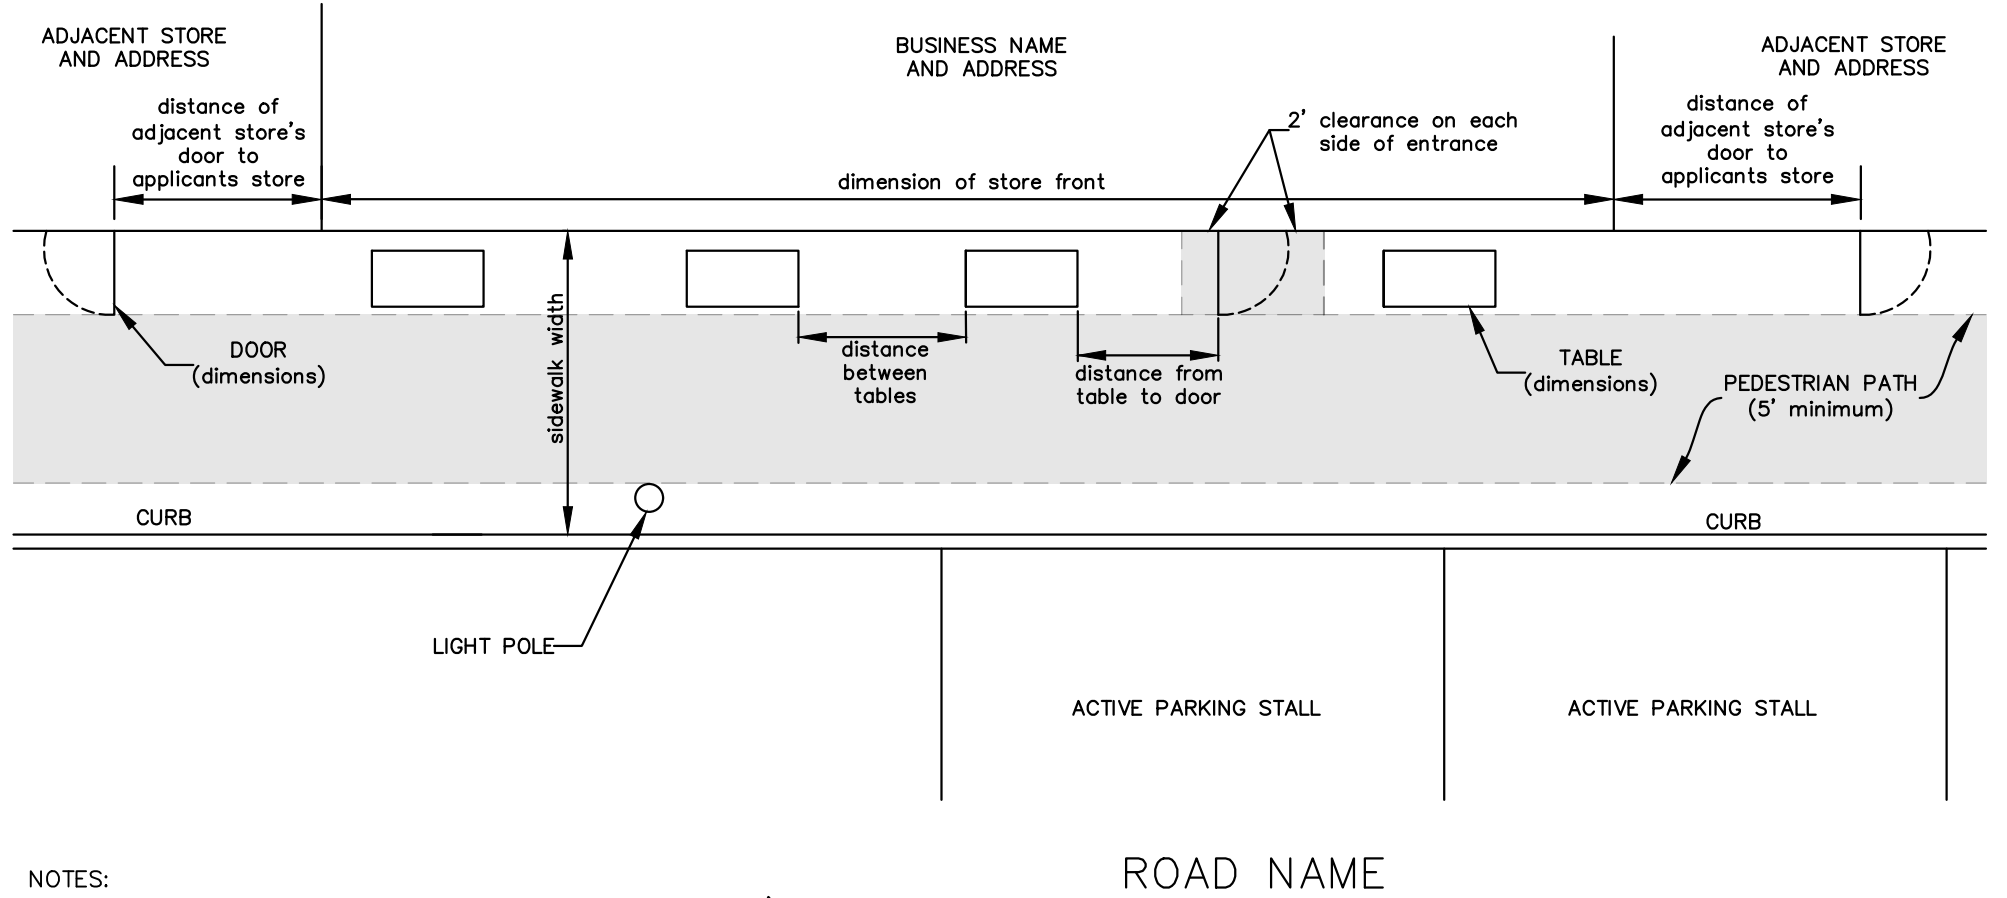 ADJACENT STORE
AND ADDRESS
BUSINESS NAME
AND ADDRESS
ADJACENT STORE
AND ADDRESS
distance of
adjacent store's
door to
applicants store
2' clearance on each
side of entrance
distance of
adjacent store's
door to
applicants store
dimension of store front
sidewalk width
DOOR
(dimensions)
distance
between
tables
distance from
table to door
TABLE
(dimensions)
PEDESTRIAN PATH
(5' minimum)
CURB
CURB
LIGHT POLE
ACTIVE PARKING STALL
ACTIVE PARKING STALL
ROAD NAME
NOTES: